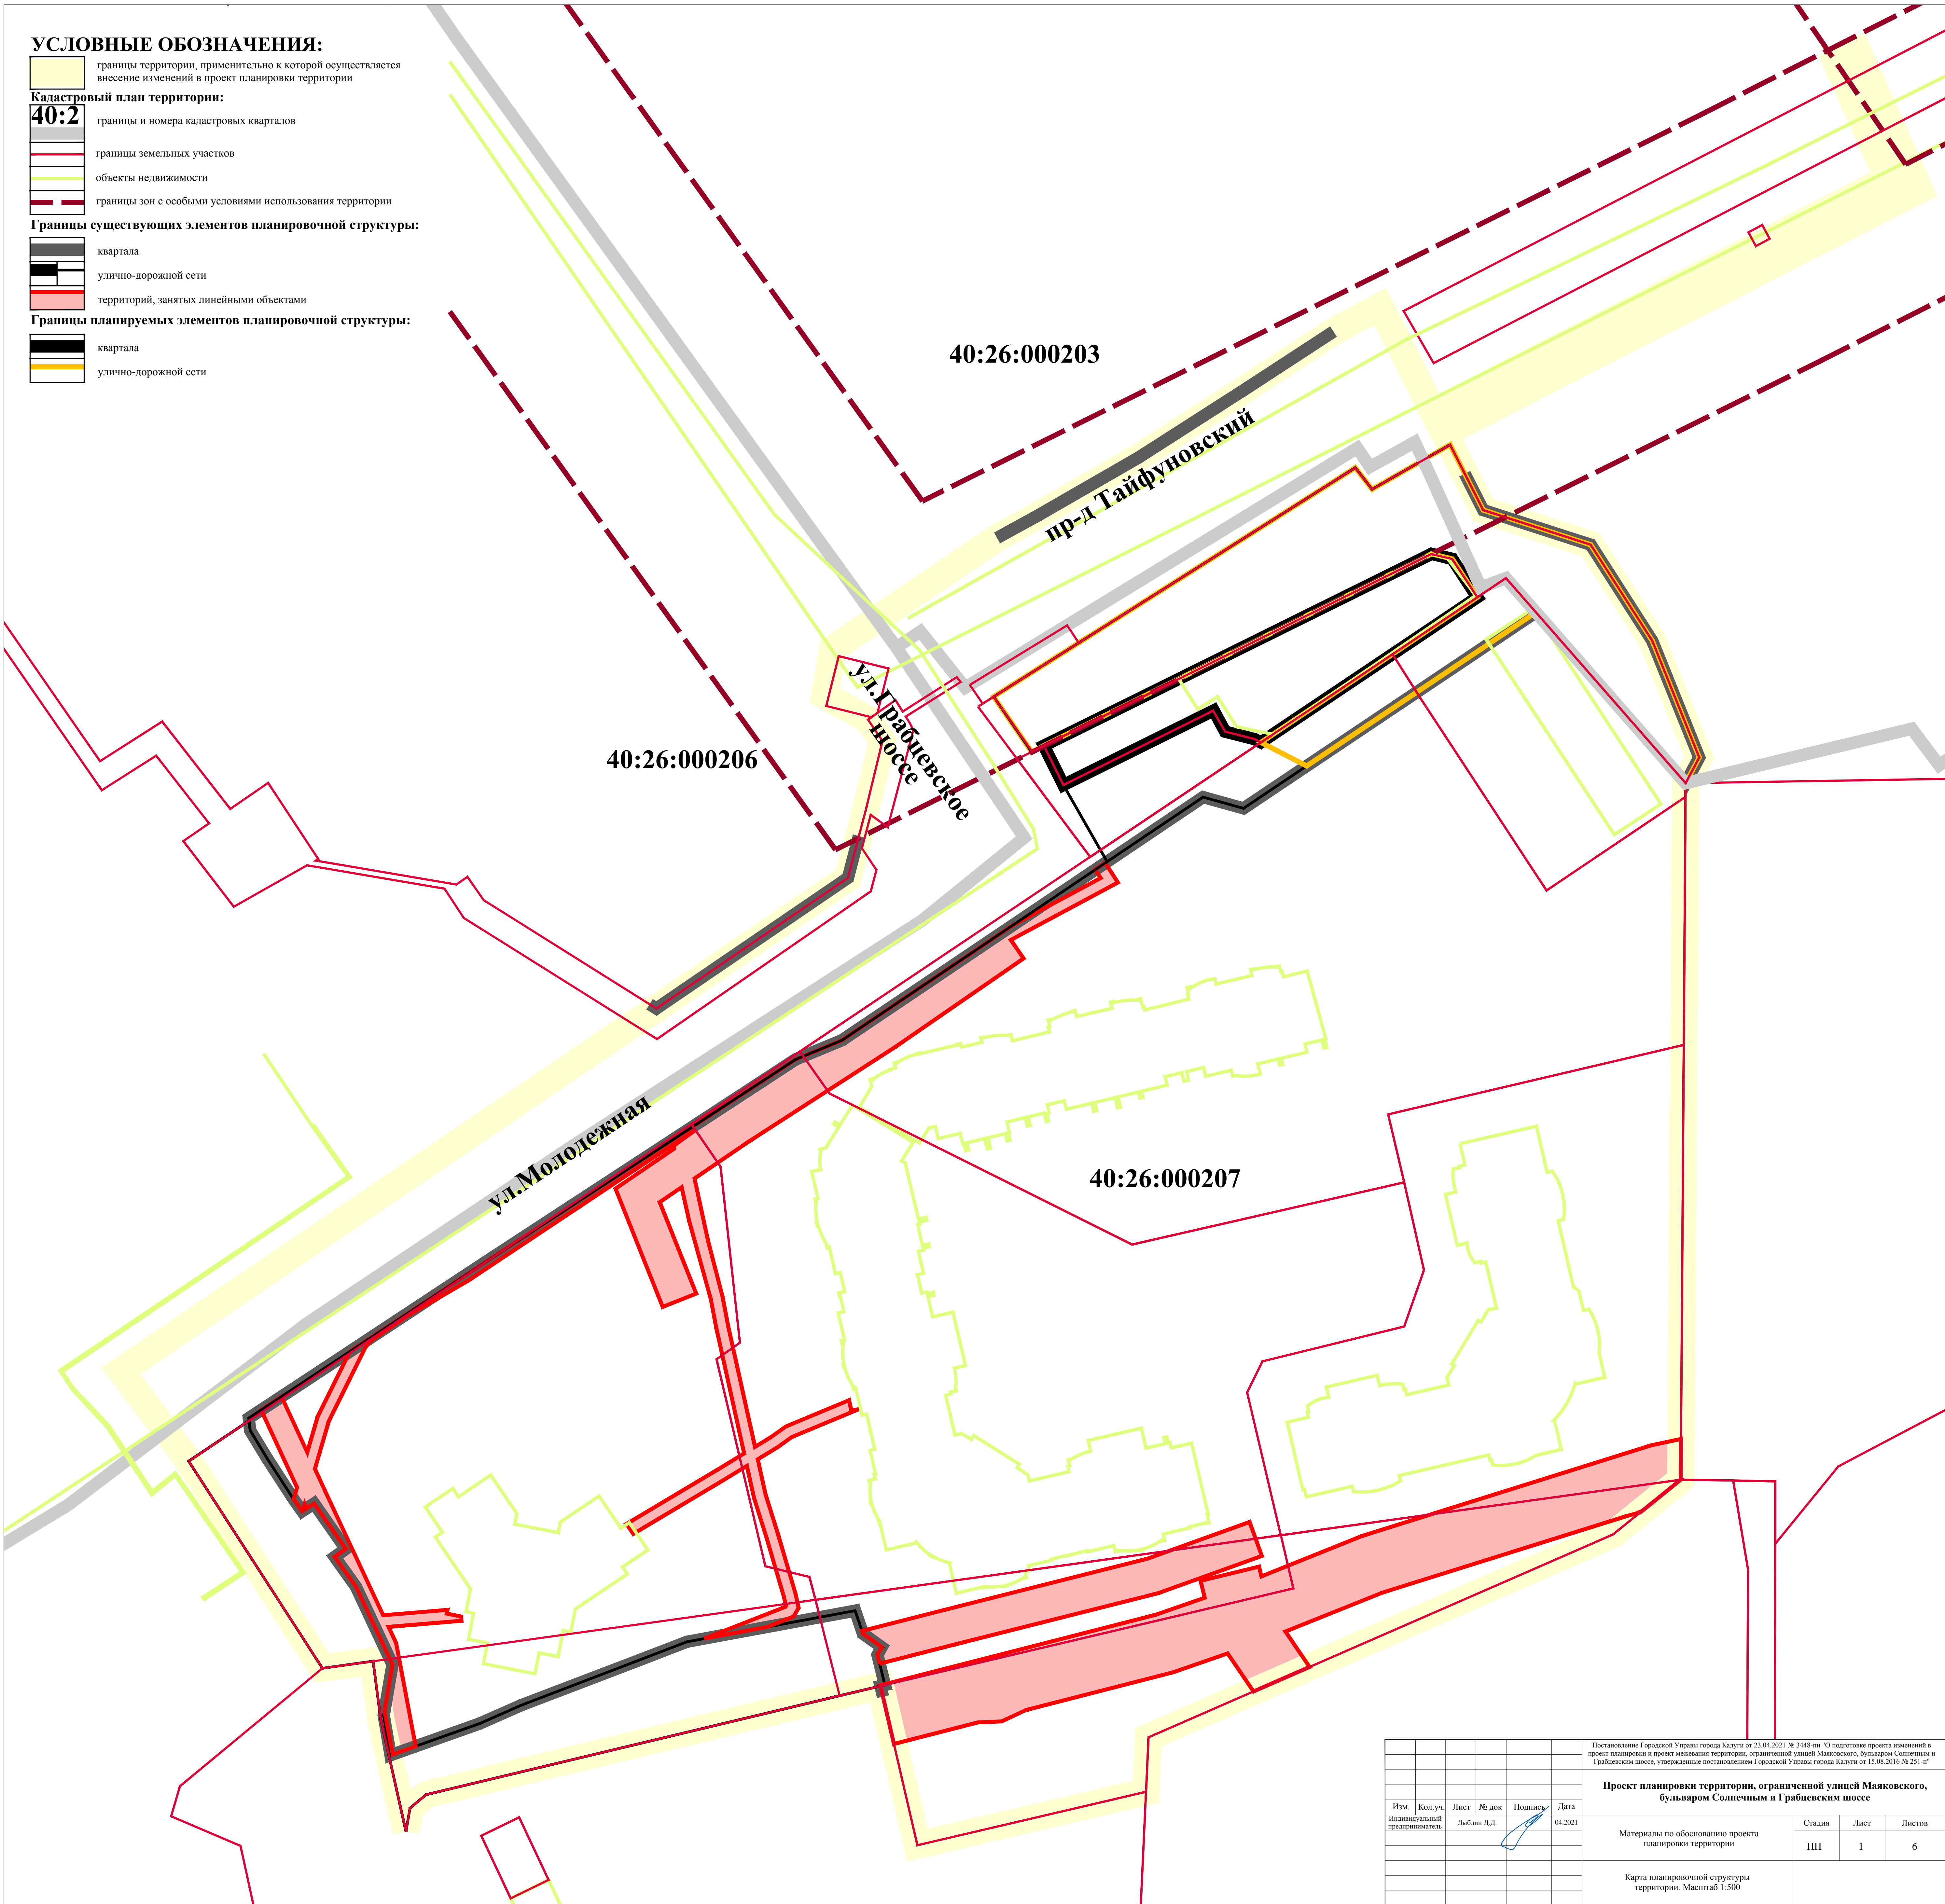 УСЛОВНЫЕ ОБОЗНАЧЕНИЯ:
границы территории, применительно к которой осуществляется
внесение изменений в проект планировки территории
Кадастровый план территории:
40:2
границы и номера кадастровых кварталов
границы земельных участков
объекты недвижимости
границы зон с особыми условиями использования территории
Границы существующих элементов планировочной структуры:
квартала
улично-дорожной сети
территорий, занятых линейными объектами
Границы планируемых элементов планировочной структуры:
квартала
улично-дорожной сети
40:26:000203
пр-д Тайфуновский
ул.Грабцевское
шоссе
40:26:000206
ул.Молодежная
40:26:000207
Постановление Городской Управы города Калуги от 23.04.2021 № 3448-пи "О подготовке проекта изменений в
проект планировки и проект межевания территории, ограниченной улицей Маяковского, бульваром Солнечным и
Грабцевским шоссе, утвержденные постановлением Городской Управы города Калуги от 15.08.2016 № 251-п"
Проект планировки территории, ограниченной улицей Маяковского,
бульваром Солнечным и Грабцевским шоссе
Изм. Кол.уч. Лист № док Подпись Дата
Индивидуальный
предприниматель
Дыблин Д.Д.
04.2021
Материалы по обоснованию проекта
планировки территории
Стадия Лист Листов
ПП 1 6
Карта планировочной структуры
территории. Масштаб 1:500